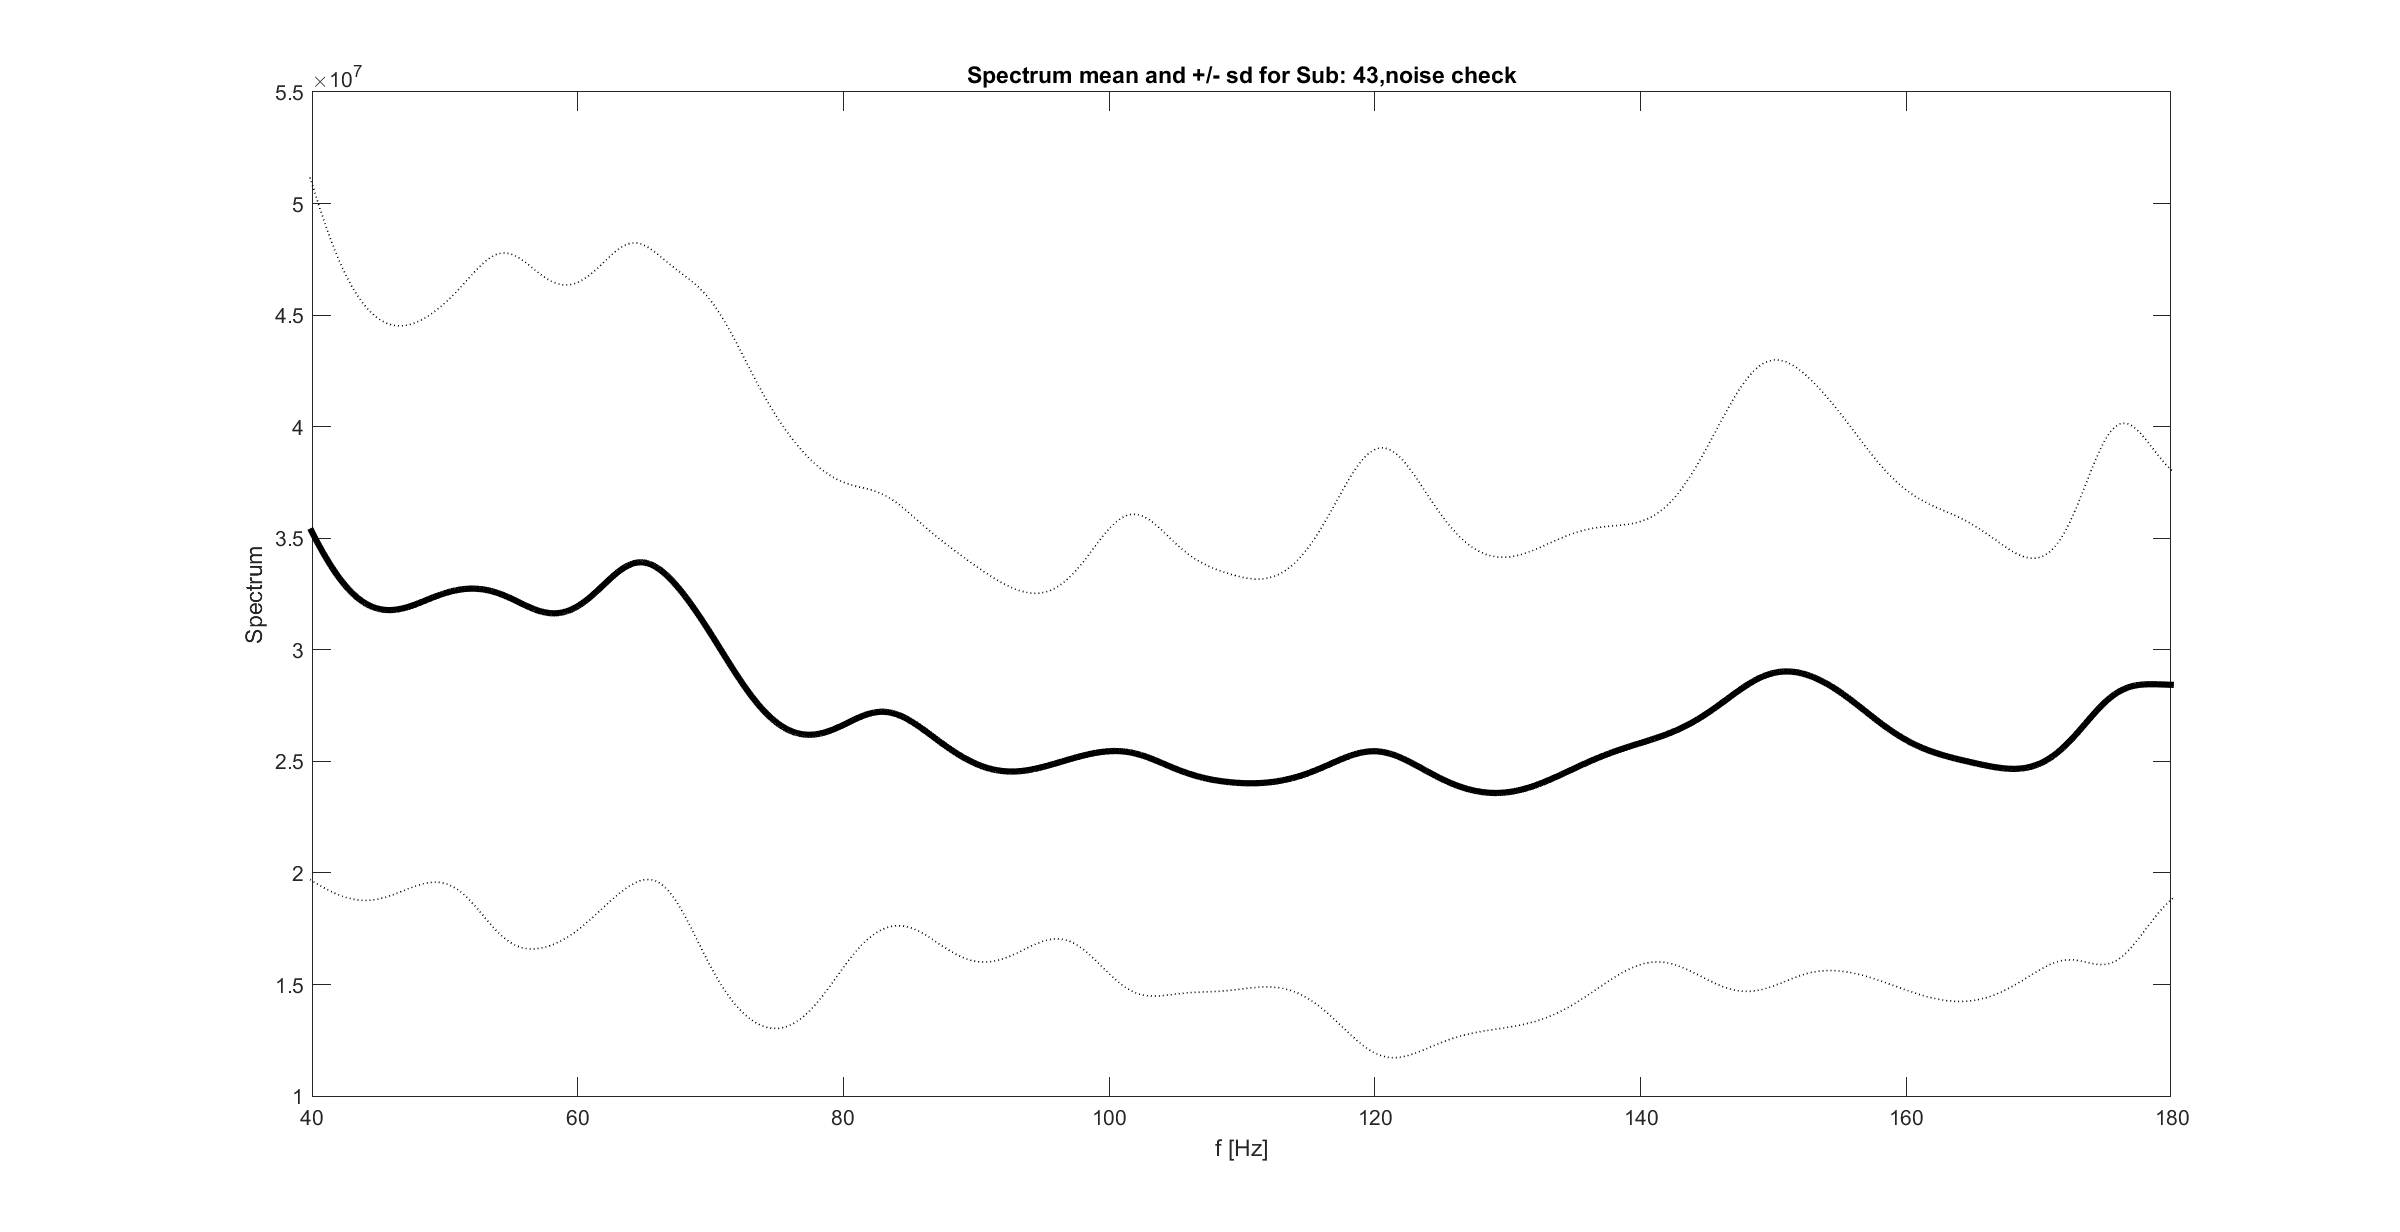 Spectrum mean and +/- sd for Sub: 43,noise check
×10^7
5.5
5
4.5
4
3.5
3
2.5
2
1.5
1
Spectrum
40 60 80 100 120 140 160 180
f [Hz]